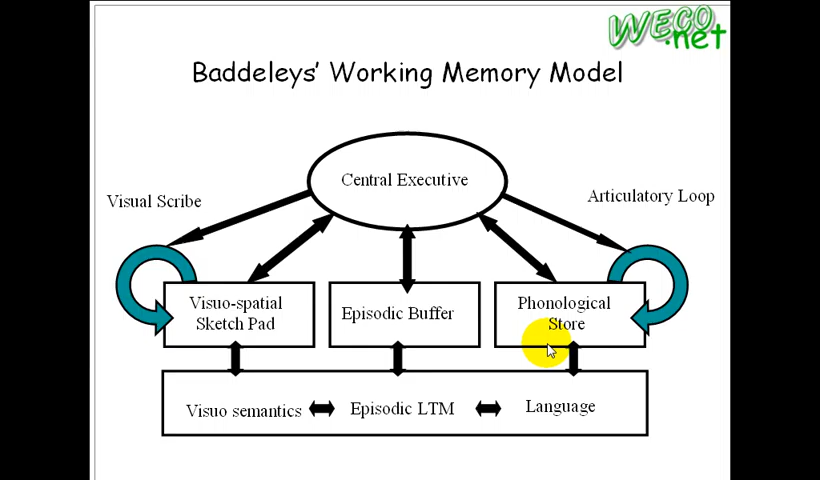 WECO
.net
Baddeleys' Working Memory Model
Central Executive
Visual Scribe
Articulatory Loop
Visuo-spatial
Sketch Pad
Episodic Buffer
Phonological
Store
Visuo semantics
Episodic LTM
Language